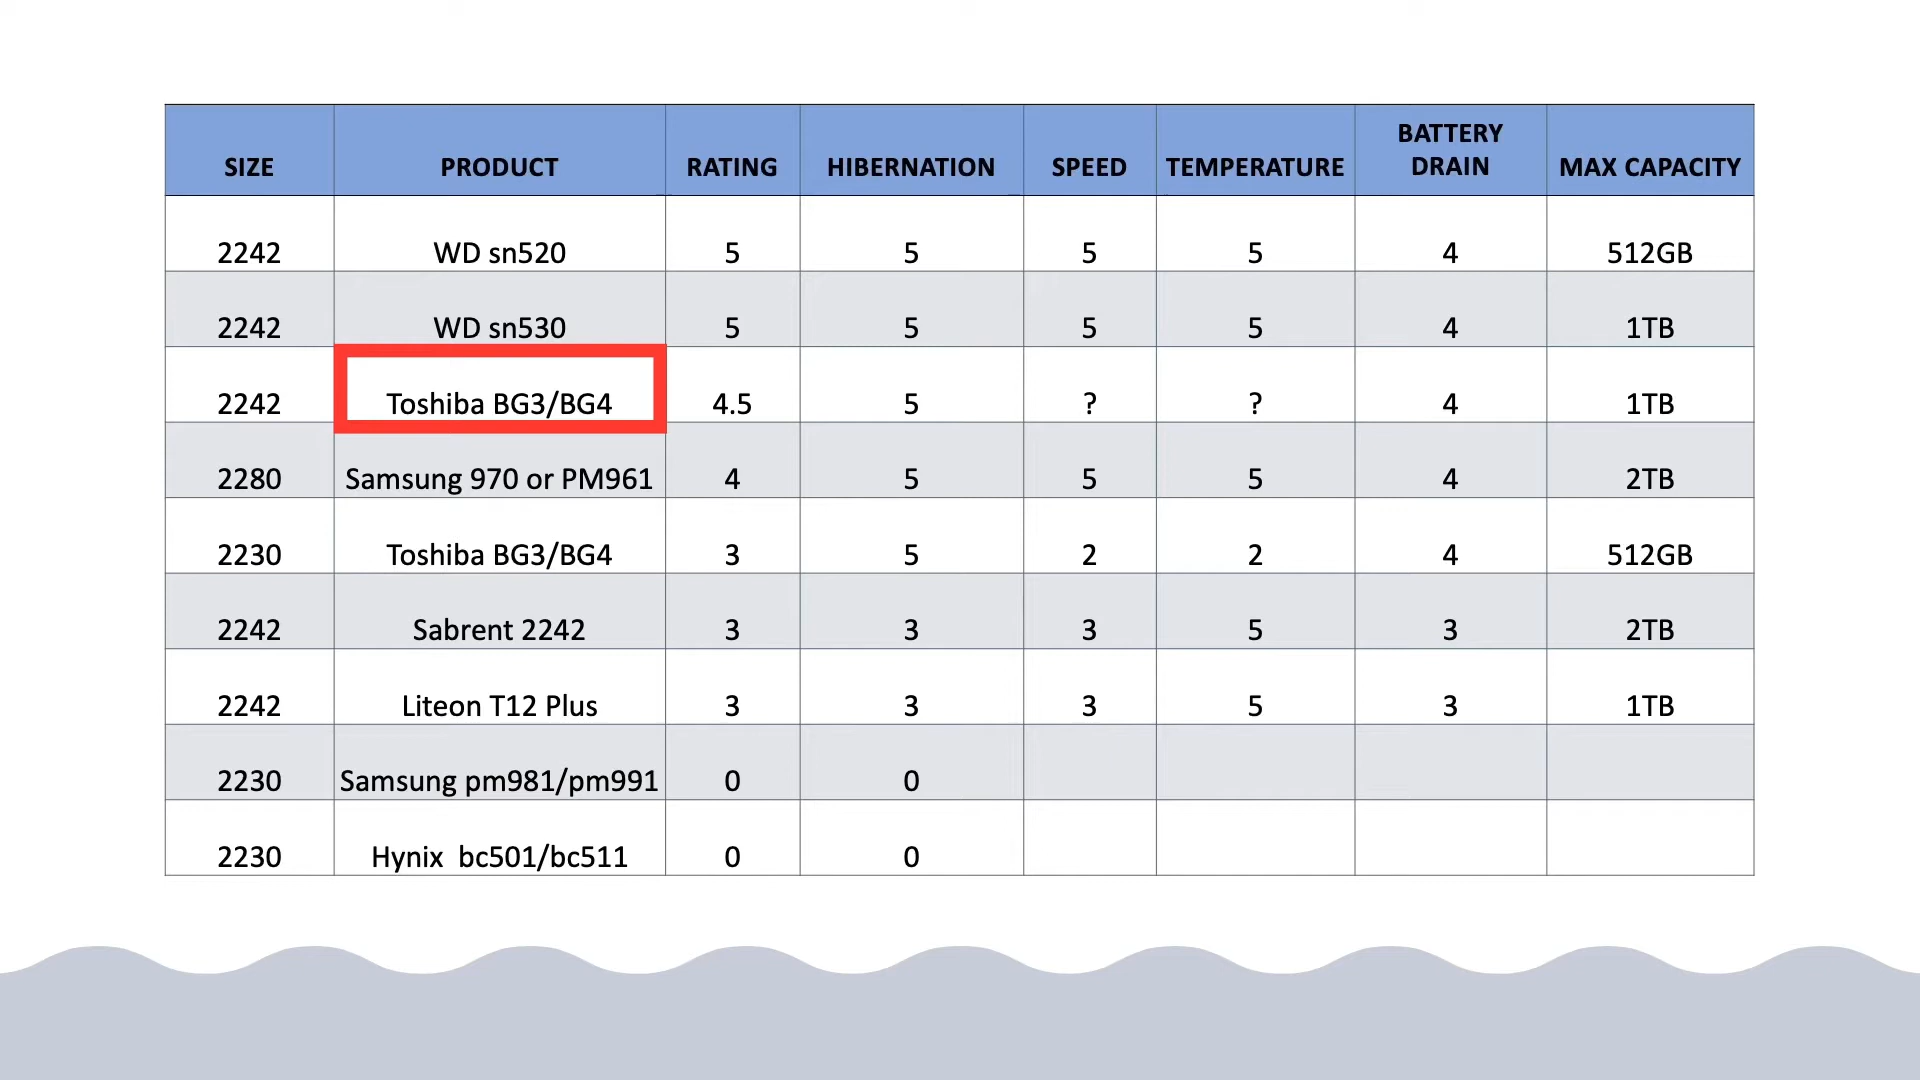 SIZE PRODUCT RATING HIBERNATION SPEED TEMPERATURE BATTERY DRAIN MAX CAPACITY
2242 WD sn520 5 5 5 5 4 512GB
2242 WD sn530 5 5 5 5 4 1TB
2242 Toshiba BG3/BG4 4.5 5 ? ? 4 1TB
2280 Samsung 970 or PM961 4 5 5 5 4 2TB
2230 Toshiba BG3/BG4 3 5 2 2 4 512GB
2242 Sabrent 2242 3 3 3 5 3 2TB
2242 Liteon T12 Plus 3 3 3 5 3 1TB
2230 Samsung pm981/pm991 0 0
2230 Hynix bc501/bc511 0 0